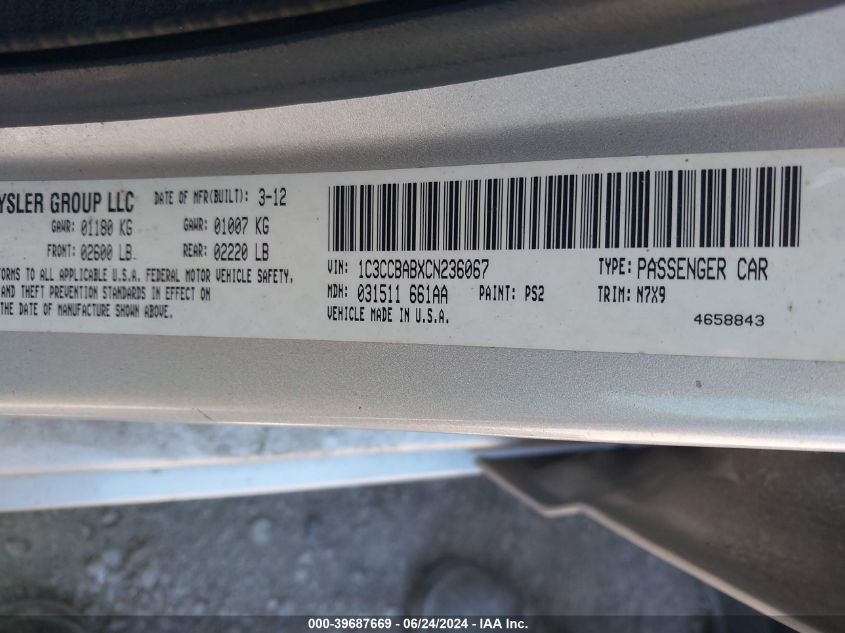 YSLER GROUP LLC DATE OF MFR(BUILT): 3-12
GAWR: 01180 KG GAWR: 01007 KG
FRONT: 02600 LB REAR: 02220 LB
FORMS TO ALL APPLICABLE U.S.A. FEDERAL MOTOR VEHICLE SAFETY,
AND THEFT PREVENTION STANDARDS IN EFFECT ON
THE DATE OF MANUFACTURE SHOWN ABOVE.
VIN: 1C3CCBABXCN236067 TYPE: PASSENGER CAR
MDH: 031511 661AA PAINT: PS2 TRIM: N7X9
VEHICLE MADE IN U.S.A. 4658843
000-39687669 - 06/24/2024 - IAA Inc.